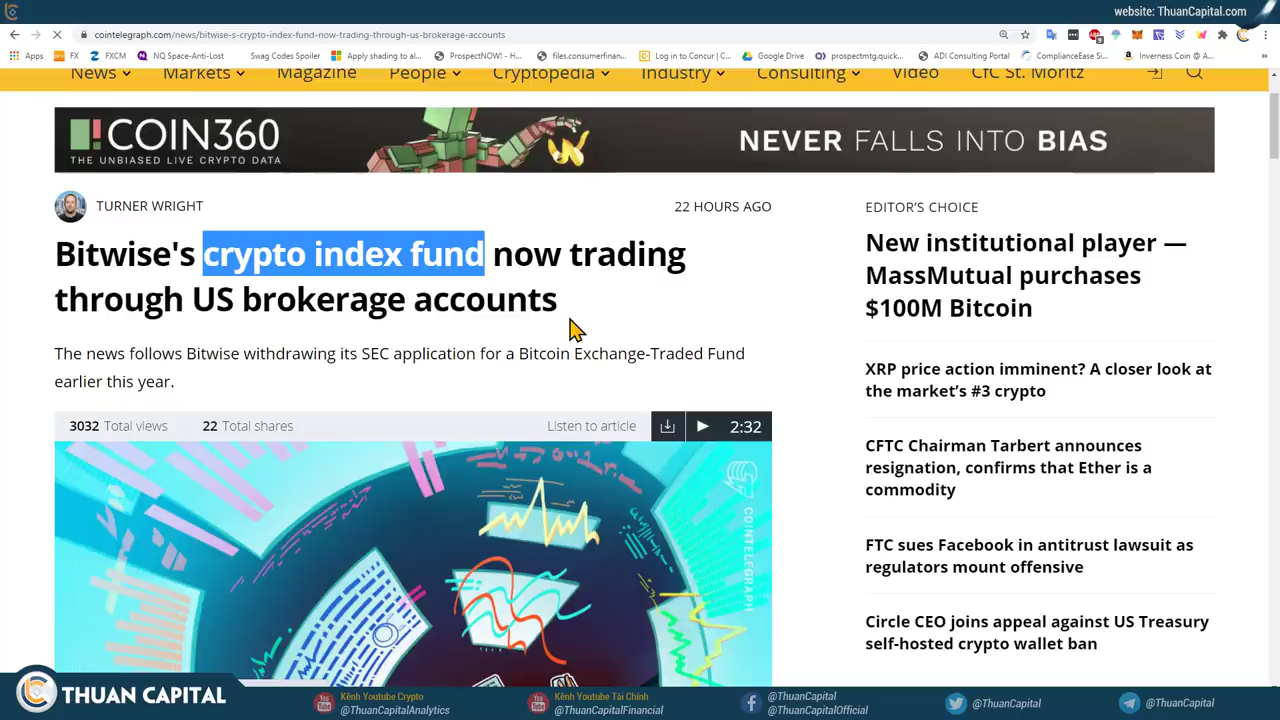 website: ThuanCapital.com
cointelegraph.com/news/bitwise-s-crypto-index-fund-now-trading-through-us-brokerage-accounts
Apps FXCM NQ Space-Anti-Lost Swag Codes Spoiler Apply shading to al... ProspectNOW! - H... files.consumerfinan... Log in to Concur | C... Google Drive prospectmtg.quick... ADI Consulting Portal ComplianceEase Si... Inverness Coin @ A... »
News Markets Magazine People Cryptopedia Industry Consulting Video CfC St. Moritz
COIN360
THE UNBIASED LIVE CRYPTO DATA
NEVER FALLS INTO BIAS
TURNER WRIGHT
22 HOURS AGO
Bitwise's crypto index fund now trading
through US brokerage accounts
The news follows Bitwise withdrawing its SEC application for a Bitcoin Exchange-Traded Fund
earlier this year.
3032 Total views 22 Total shares Listen to article 2:32
COINTELEGRAPH
EDITOR'S CHOICE
New institutional player —
MassMutual purchases
$100M Bitcoin
XRP price action imminent? A closer look at
the market's #3 crypto
CFTC Chairman Tarbert announces
resignation, confirms that Ether is a
commodity
FTC sues Facebook in antitrust lawsuit as
regulators mount offensive
Circle CEO joins appeal against US Treasury
self-hosted crypto wallet ban
THUAN CAPITAL
Kênh Youtube Crypto
@ThuanCapitalAnalytics
Kênh Youtube Tài Chính
@ThuanCapitalFinancial
@ThuanCapital
@ThuanCapitalOfficial
@ThuanCapital
@ThuanCapital